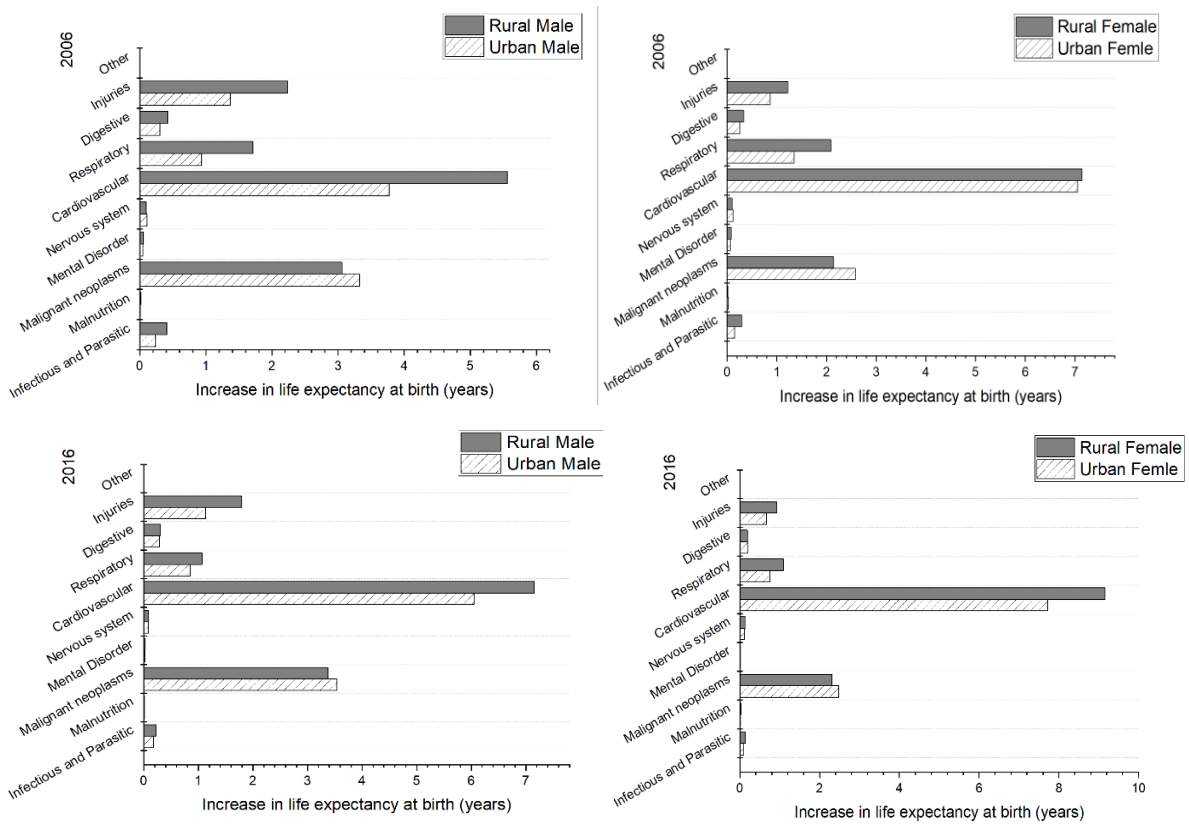 Rural Male
Urban Male
2006
Other
Injuries
Digestive
Respiratory
Cardiovascular
Nervous system
Mental Disorder
Malignant neoplasms
Malnutrition
Infectious and Parasitic
0 1 2 3 4 5 6
Increase in life expectancy at birth (years)
Rural Female
Urban Femle
2006
Other
Injuries
Digestive
Respiratory
Cardiovascular
Nervous system
Mental Disorder
Malignant neoplasms
Malnutrition
Infectious and Parasitic
0 1 2 3 4 5 6 7
Increase in life expectancy at birth (years)
Rural Male
Urban Male
2016
Other
Injuries
Digestive
Respiratory
Cardiovascular
Nervous system
Mental Disorder
Malignant neoplasms
Malnutrition
Infectious and Parasitic
0 1 2 3 4 5 6 7
Increase in life expectancy at birth (years)
Rural Female
Urban Femle
2016
Other
Injuries
Digestive
Respiratory
Cardiovascular
Nervous system
Mental Disorder
Malignant neoplasms
Malnutrition
Infectious and Parasitic
0 2 4 6 8 10
Increase in life expectancy at birth (years)